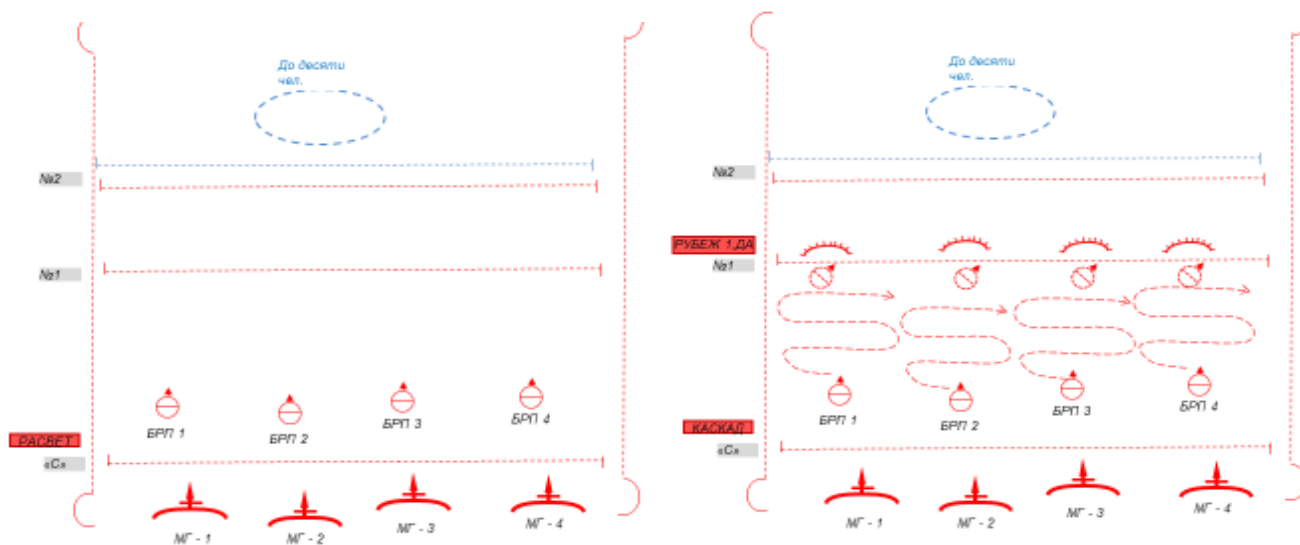 До десяти
чел.
№2
№1
БРП 1
БРП 2
БРП 3
БРП 4
РАСВЕТ
«С»
МГ - 1
МГ - 2
МГ - 3
МГ - 4
До десяти
чел.
№2
РУБЕЖ 1,ДА
№1
БРП 1
БРП 2
БРП 3
БРП 4
КАСКАД
«С»
МГ - 1
МГ - 2
МГ - 3
МГ - 4